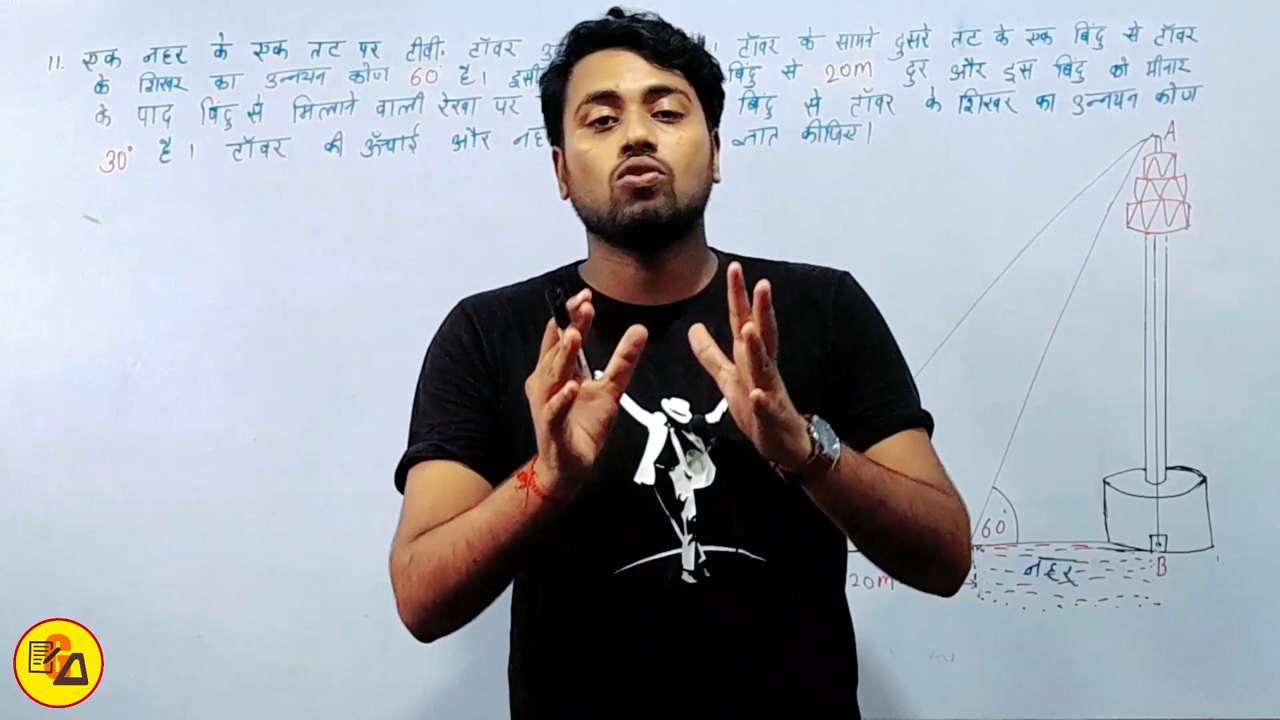 11. एक नहर के एक तट पर टीवी. टॉवर । टॉवर के सामने दुसरे तट के एक बिंदु से टॉवर
के शिखर का उन्नयन कोण 60° है। इसी बिंदु से 20m दुर और इस बिंदु को मीनार
के पाद बिंदु से मिलाने वाली रेखा पर बिंदु से टॉवर के शिखर का उन्नयन कोण
30° है । टॉवर की ऊँचाई और ज्ञात कीजिए।
A
60°
नहर
B
20m